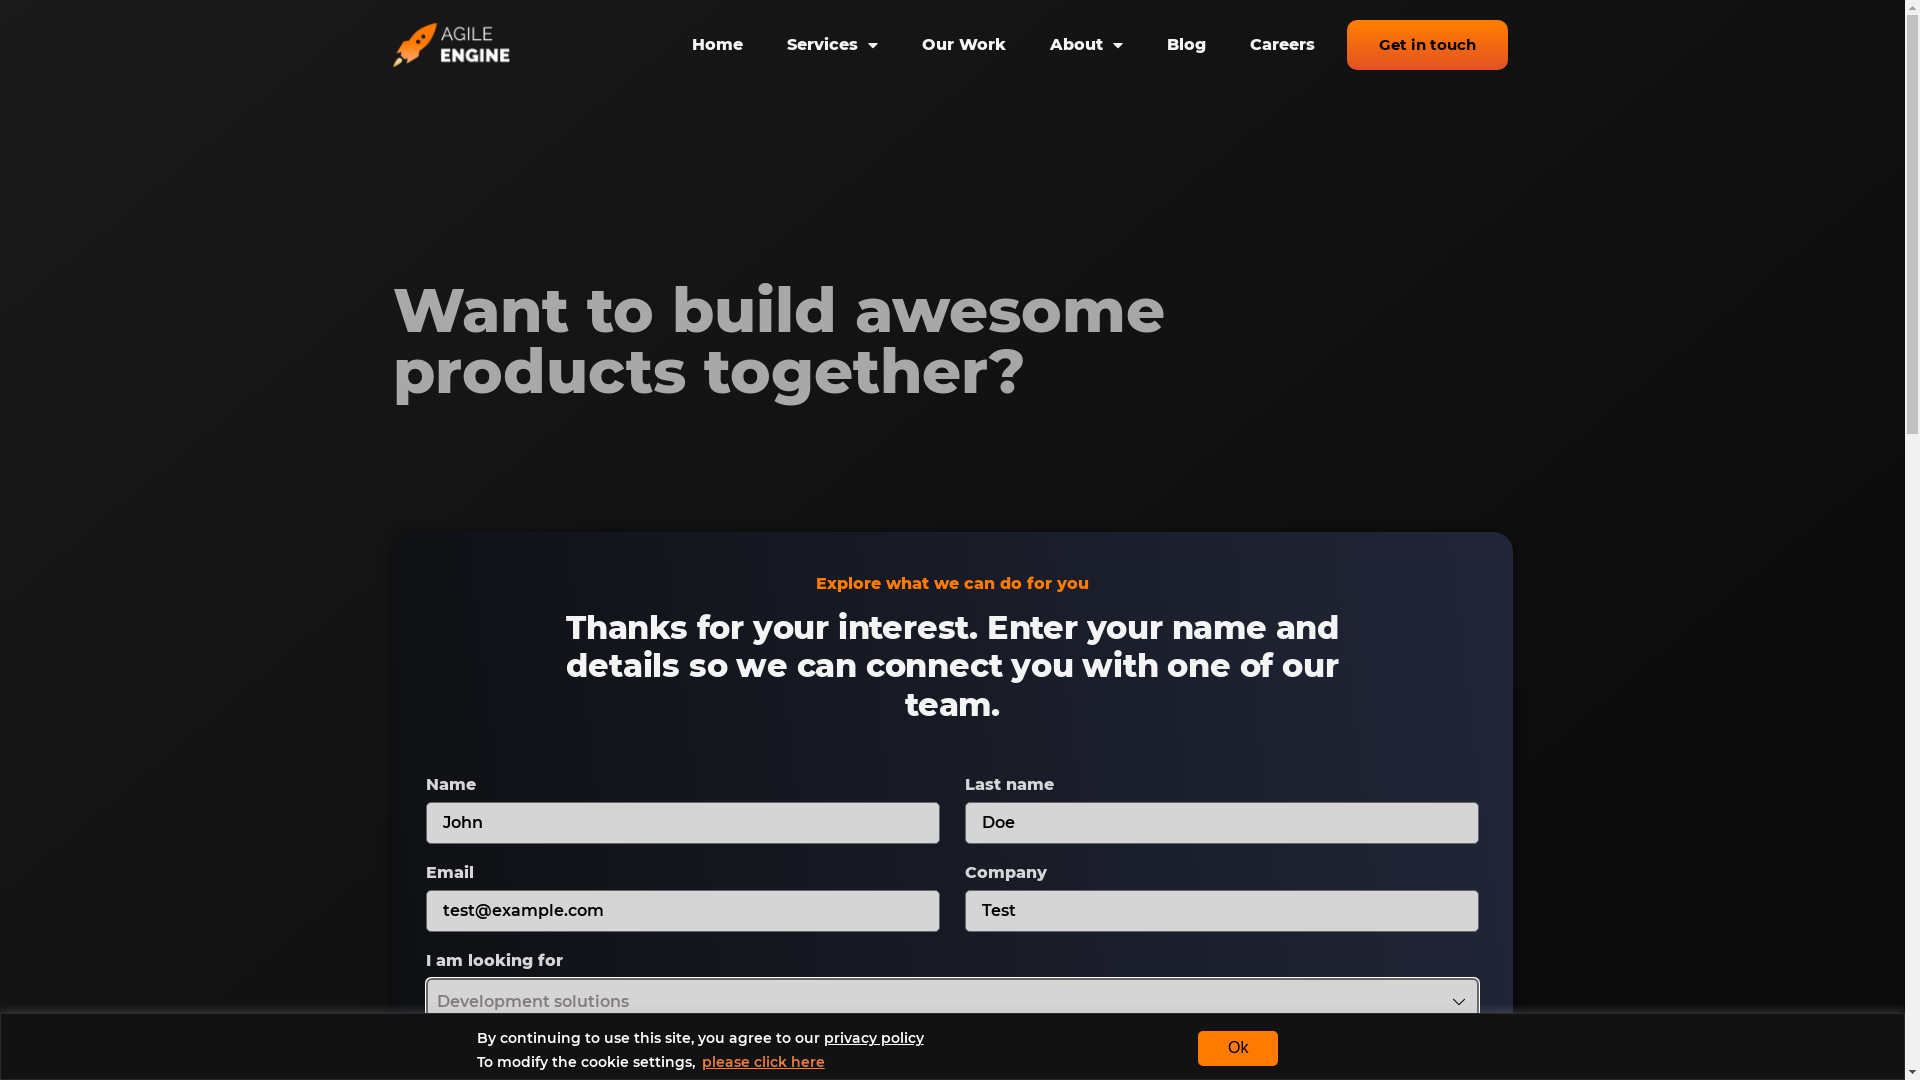 AGILE
ENGINE
Home
Services
Our Work
About
Blog
Careers
Get in touch
Want to build awesome
products together?
Explore what we can do for you
Thanks for your interest. Enter your name and
details so we can connect you with one of our
team.
Name
Last name
John
Doe
Email
Company
test@example.com
Test
I am looking for
Development solutions
By continuing to use this site, you agree to our privacy policy
To modify the cookie settings, please click here
Ok